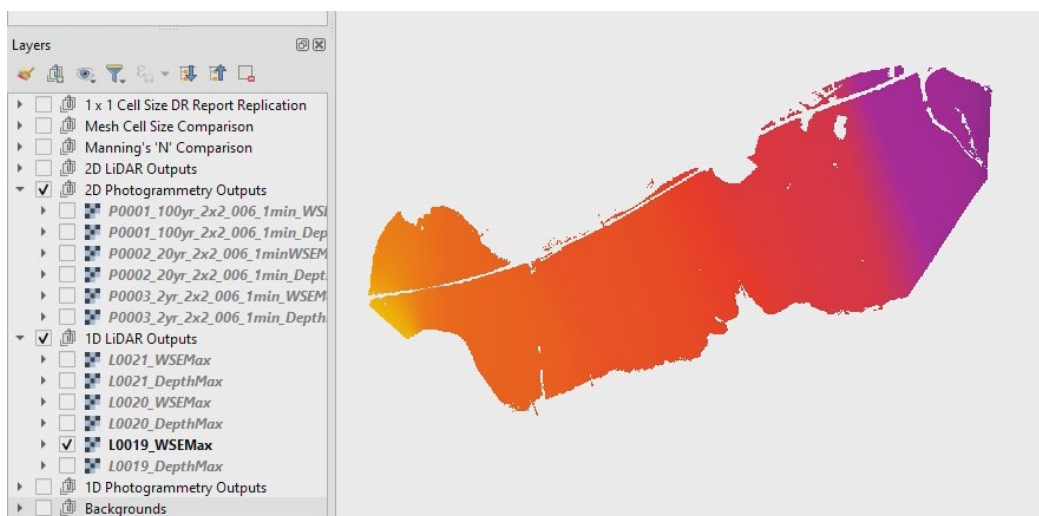 Layers
1 x 1 Cell Size DR Report Replication
Mesh Cell Size Comparison
Manning's 'N' Comparison
2D LiDAR Outputs
2D Photogrammetry Outputs
P0001_100yr_2x2_006_1min_WSE
P0001_100yr_2x2_006_1min_Dep
P0002_20yr_2x2_006_1minWSEM
P0002_20yr_2x2_006_1min_Dept
P0003_2yr_2x2_006_1min_WSEM
P0003_2yr_2x2_006_1min_Depth
1D LiDAR Outputs
L0021_WSEMax
L0021_DepthMax
L0020_WSEMax
L0020_DepthMax
L0019_WSEMax
L0019_DepthMax
1D Photogrammetry Outputs
Backgrounds